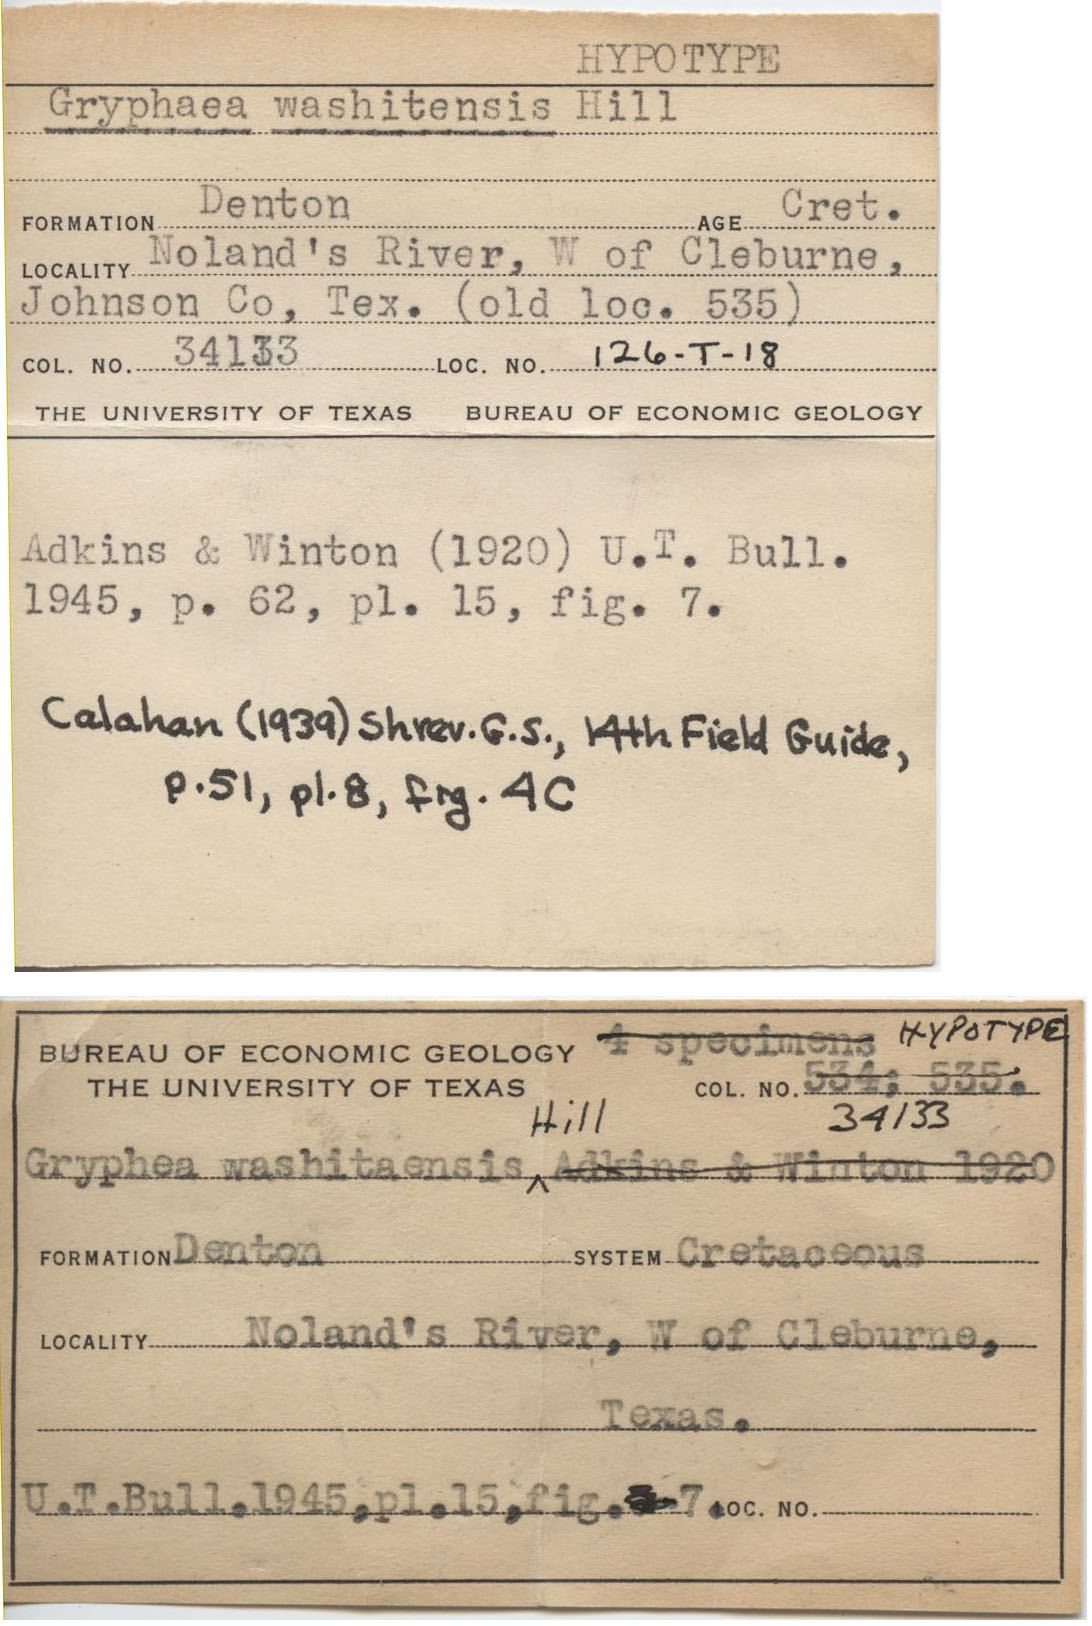 HYPOTYPE
Gryphaea washitensis Hill
FORMATION Denton AGE Cret.
LOCALITY Noland's River, W of Cleburne,
Johnson Co, Tex. (old loc. 535)
COL. NO. 34133 LOC. NO. 126-T-18
THE UNIVERSITY OF TEXAS BUREAU OF ECONOMIC GEOLOGY
Adkins & Winton (1920) U.T. Bull.
1945, p. 62, pl. 15, fig. 7.
Calahan (1939) Shrev. G.S., 14th Field Guide,
p.51, pl.8, fig. 4C
4 specimens HYPOTYPE
BUREAU OF ECONOMIC GEOLOGY
THE UNIVERSITY OF TEXAS COL. NO. 534; 535.
Hill 34133
Gryphea washitaensis ^ Adkins & Winton 1920
FORMATION Denton SYSTEM Cretaceous
LOCALITY Noland's River, W of Cleburne,
Texas.
U.T.Bull.1945,pl.15,fig. 7. LOC. NO.